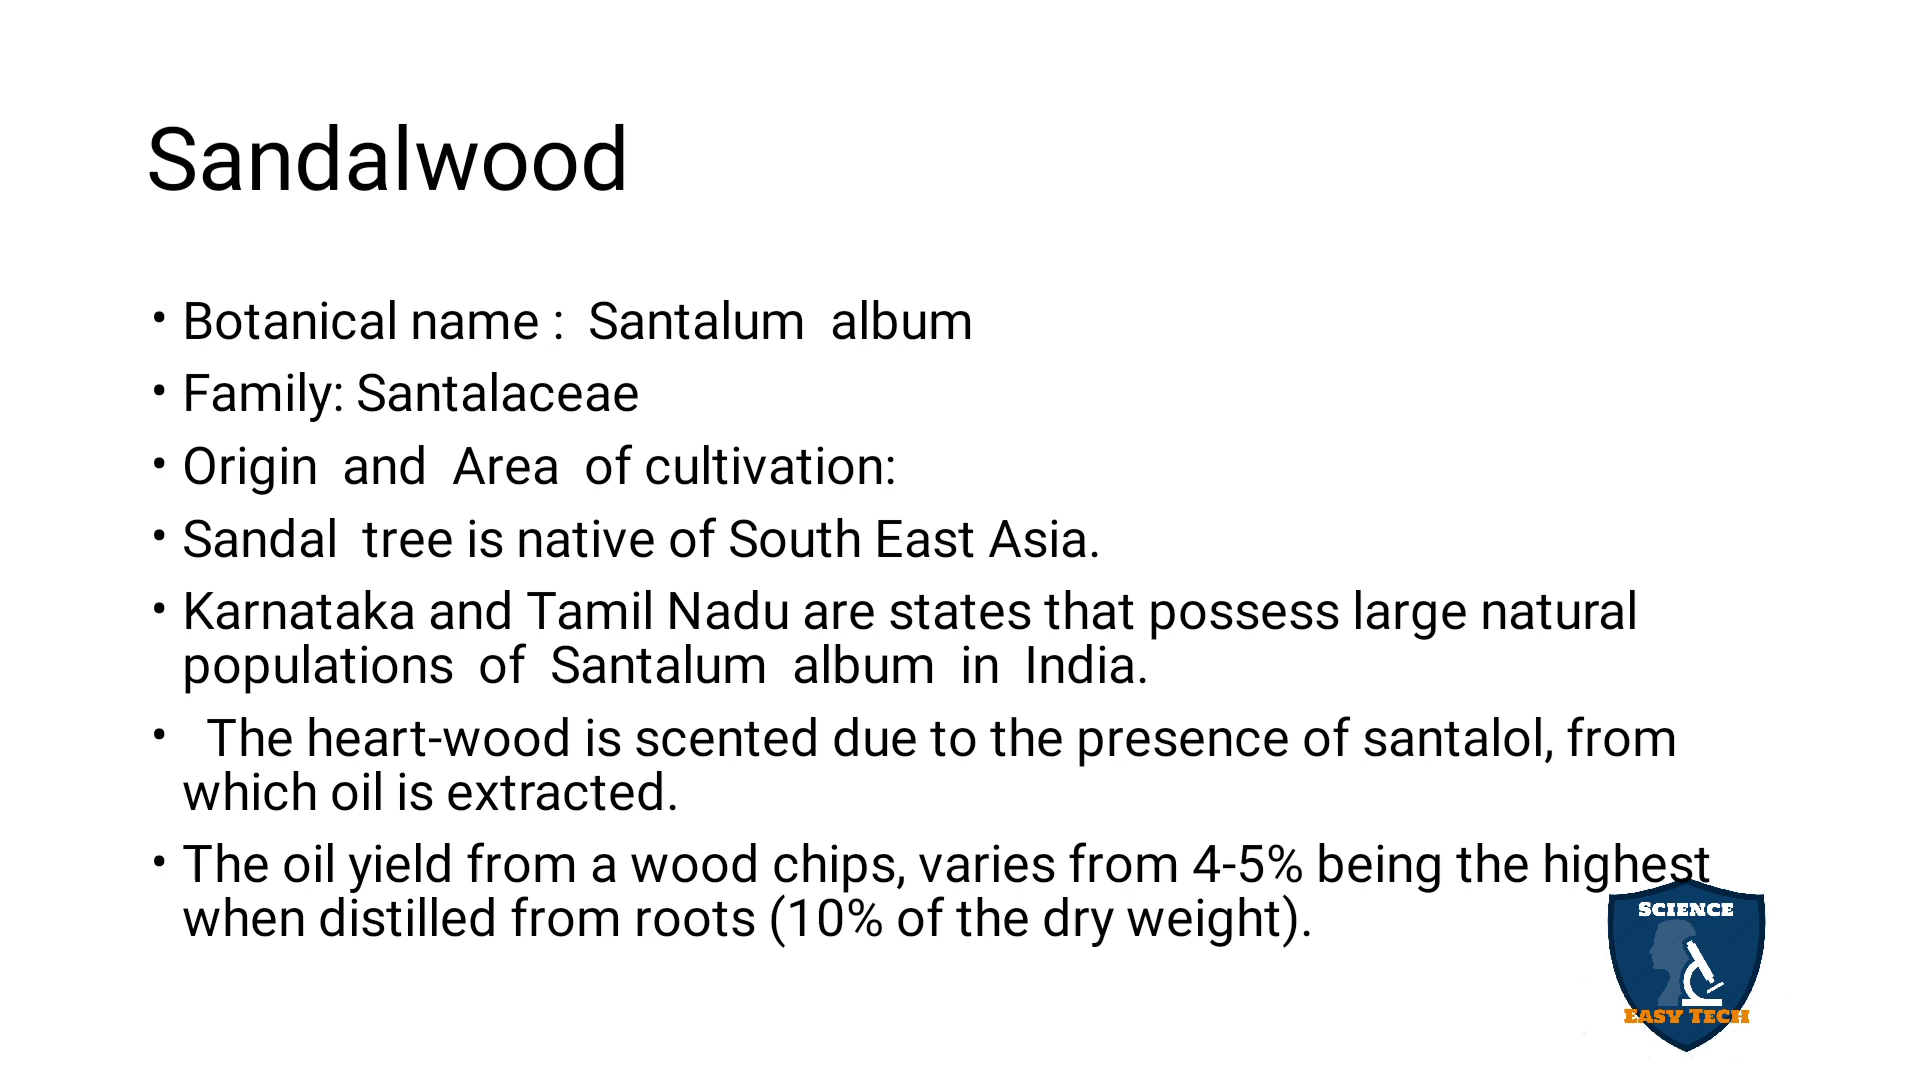 Sandalwood
• Botanical name :  Santalum  album
• Family: Santalaceae
• Origin  and  Area  of cultivation:
• Sandal  tree is native of South East Asia.
• Karnataka and Tamil Nadu are states that possess large natural
populations  of  Santalum  album  in  India.
•  The heart-wood is scented due to the presence of santalol, from
which oil is extracted.
• The oil yield from a wood chips, varies from 4-5% being the highest
when distilled from roots (10% of the dry weight).
SCIENCE
EASY TECH